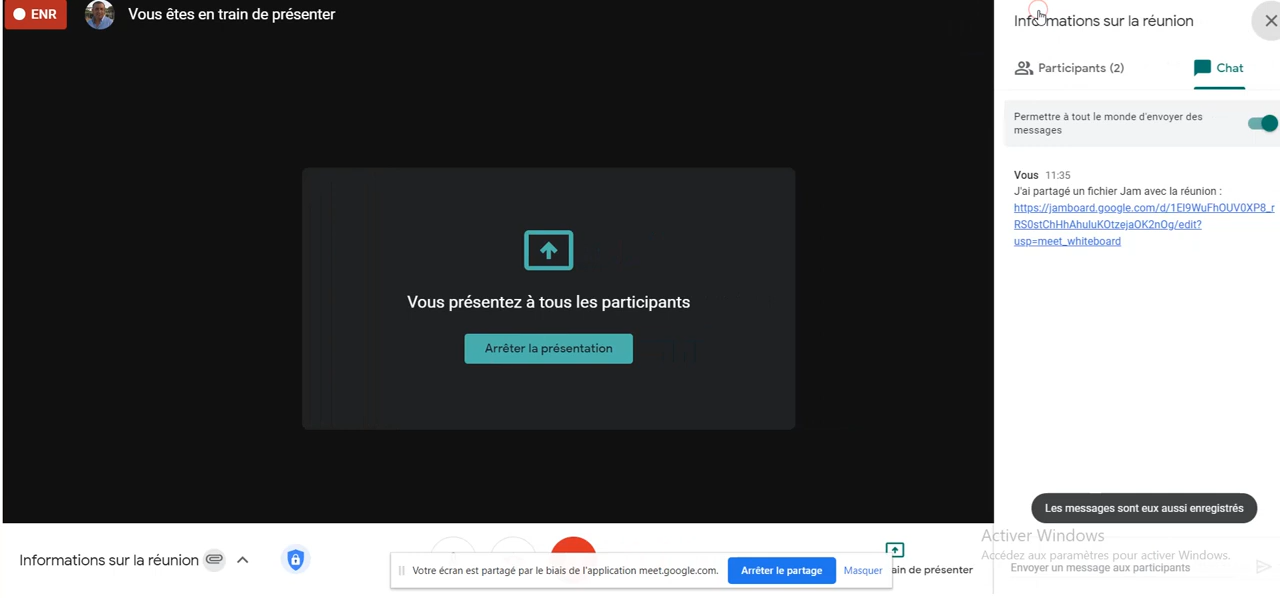 ENR
Vous êtes en train de présenter
Informations sur la réunion
Participants (2)
Chat
Permettre à tout le monde d'envoyer des
messages
Vous 11:35
J'ai partagé un fichier Jam avec la réunion :
https://jamboard.google.com/d/1EI9WuFhOUV0XP8_r
RS0stChHhAhuIuKOtzejaOK2nOg/edit?
usp=meet_whiteboard
Vous présentez à tous les participants
Arrêter la présentation
Les messages sont eux aussi enregistrés
Activer Windows
Accédez aux paramètres pour activer Windows.
Envoyer un message aux participants
Informations sur la réunion
Votre écran est partagé par le biais de l'application meet.google.com.
Arrêter le partage
Masquer
ain de présenter